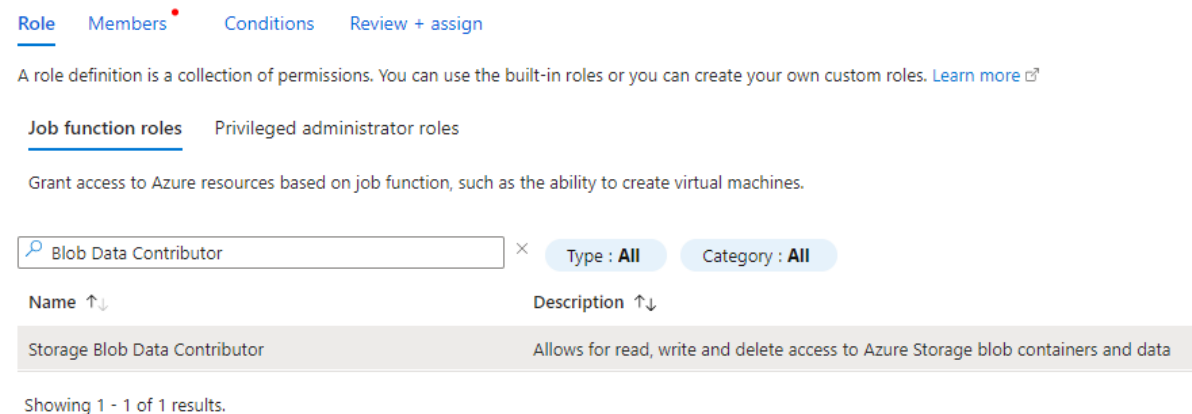 Role Members Conditions Review + assign
A role definition is a collection of permissions. You can use the built-in roles or you can create your own custom roles. Learn more
Job function roles Privileged administrator roles
Grant access to Azure resources based on job function, such as the ability to create virtual machines.
Blob Data Contributor Type : All Category : All
Name ↑↓ Description ↑↓
Storage Blob Data Contributor Allows for read, write and delete access to Azure Storage blob containers and data
Showing 1 - 1 of 1 results.